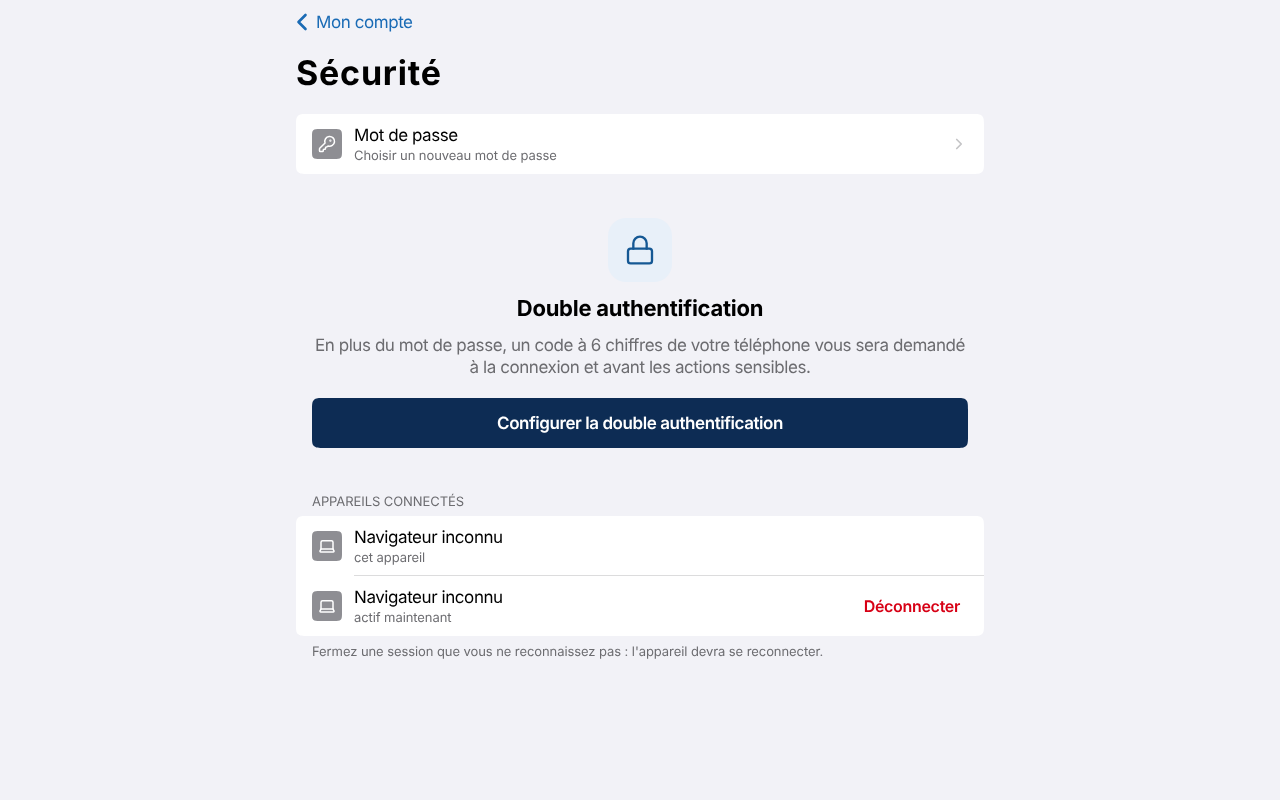 Mon compte
Sécurité
Mot de passe
Choisir un nouveau mot de passe
Double authentification
En plus du mot de passe, un code à 6 chiffres de votre téléphone vous sera demandé
à la connexion et avant les actions sensibles.
Configurer la double authentification
APPAREILS CONNECTÉS
Navigateur inconnu
cet appareil
Navigateur inconnu
actif maintenant
Déconnecter
Fermez une session que vous ne reconnaissez pas : l'appareil devra se reconnecter.